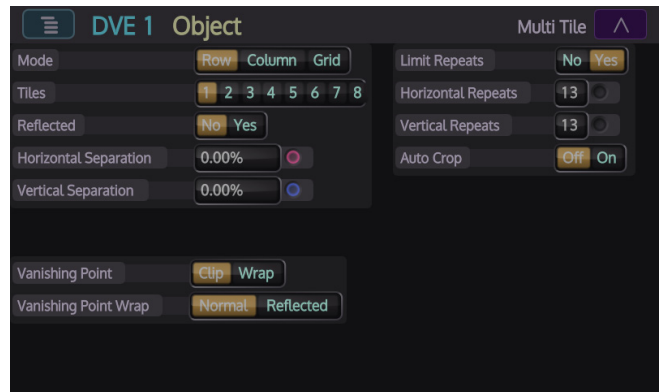 DVE 1 Object Multi Tile
Mode Row Column Grid
Tiles 1 2 3 4 5 6 7 8
Reflected No Yes
Horizontal Separation 0.00%
Vertical Separation 0.00%
Limit Repeats No Yes
Horizontal Repeats 13
Vertical Repeats 13
Auto Crop Off On
Vanishing Point Clip Wrap
Vanishing Point Wrap Normal Reflected